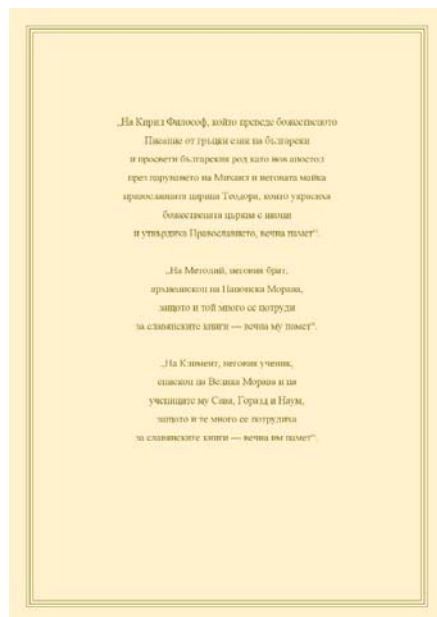 „На Кирил Философ, който преведе божественото
Писание от гръцки език на български
и просвети българския род като нов апостол
през царуването на Михаил и неговата майка
православната царица Теодора, които украсиха
божествената църква с икони
и утвърдиха Православието, вечна памет“.
„На Методий, неговия брат,
архиепископ на Панонска Морава,
защото и той много се потруди
за славянските книги — вечна му памет“.
„На Климент, неговия ученик,
епископ на Велика Морава и на
учениците му Сава, Горазд и Наум,
защото и те много се потрудиха
за славянските книги — вечна им памет“.